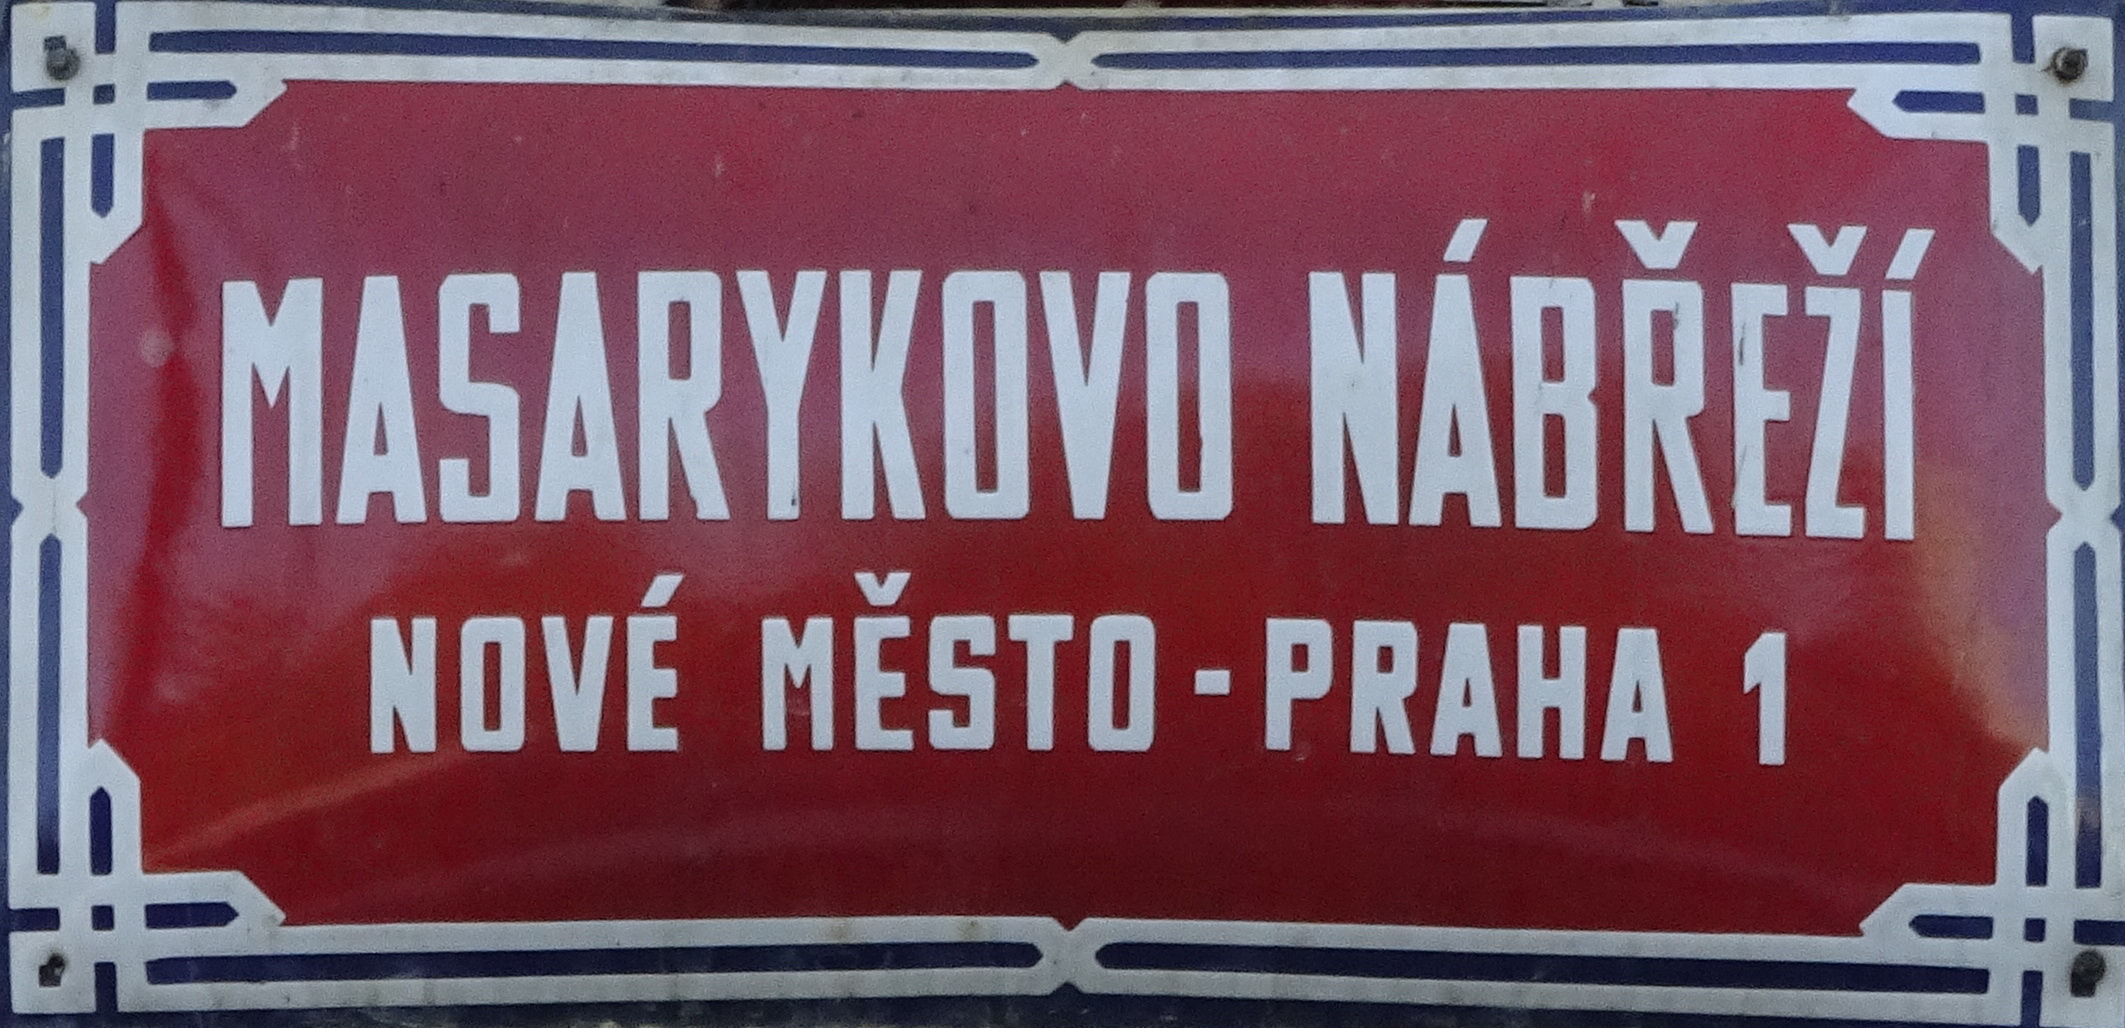 MASARYKOVO NÁBŘEŽÍ
NOVÉ MĚSTO - PRAHA 1